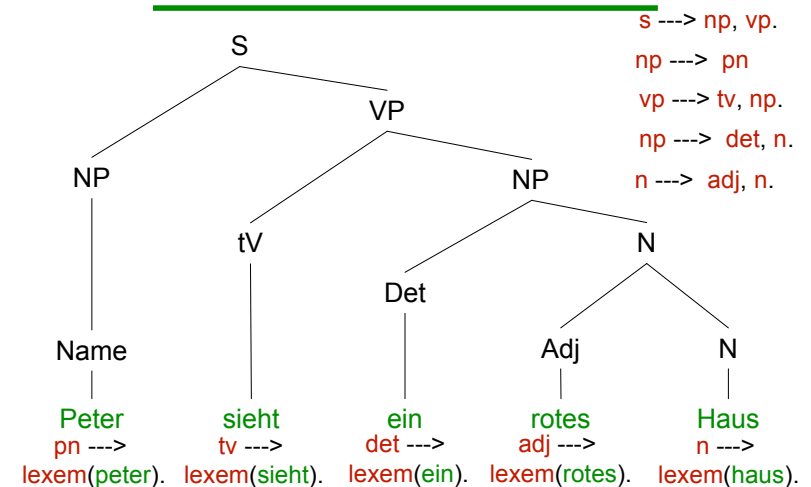 s ---> np, vp.
S
np ---> pn
vp ---> tv, np.
VP
np ---> det, n.
NP
NP
n ---> adj, n.
tV
N
Det
Name
Adj
N
Peter sieht ein rotes Haus
pn ---> tv ---> det ---> adj ---> n --->
lexem(peter). lexem(sieht). lexem(ein). lexem(rotes). lexem(haus).